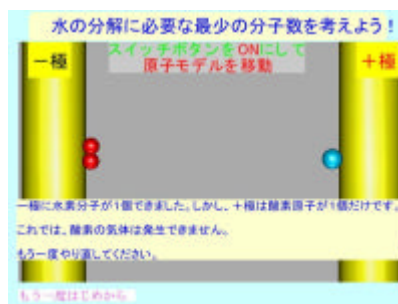 水の分解に必要な最少の分子数を考えよう！
スイッチボタンをONにして
原子モデルを移動
－極
＋極
－極に水素分子が1個できました。しかし、＋極は酸素原子が1個だけです。
これでは、酸素の気体は発生できません。
もう一度やり直してください。
もう一度はじめから